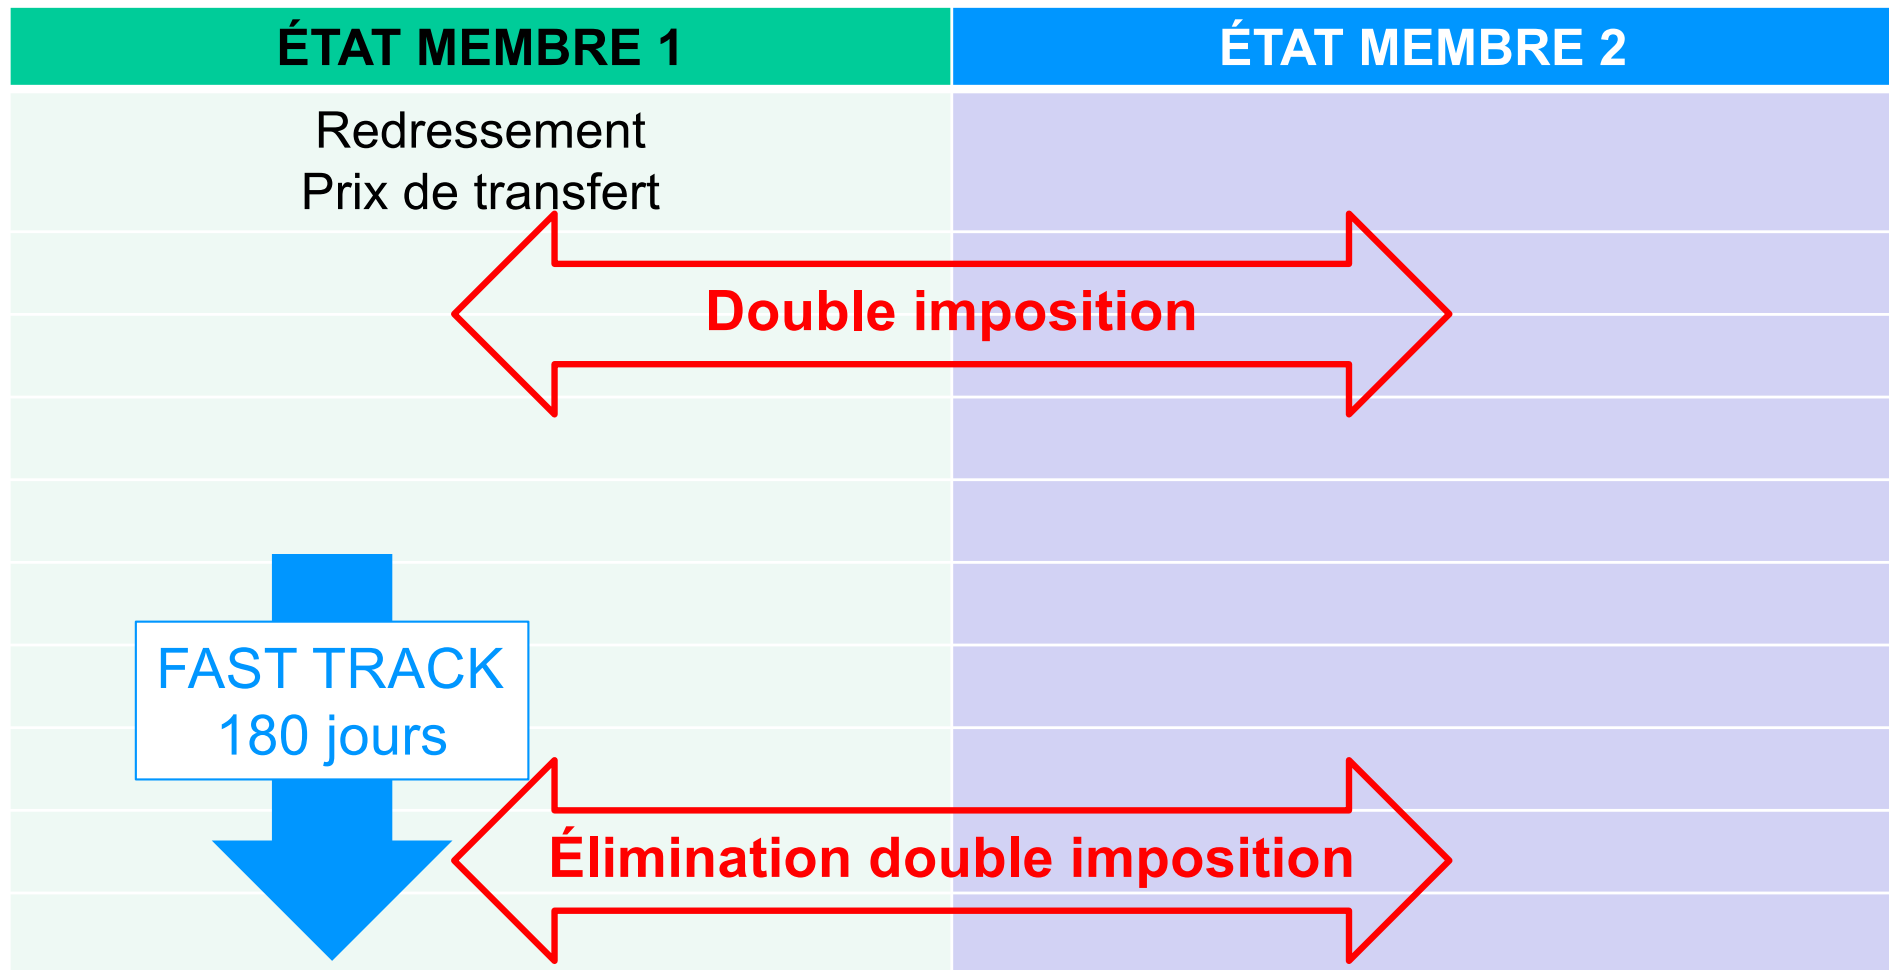 ÉTAT MEMBRE 1
ÉTAT MEMBRE 2
Redressement
Prix de transfert
Double imposition
FAST TRACK
180 jours
Élimination double imposition